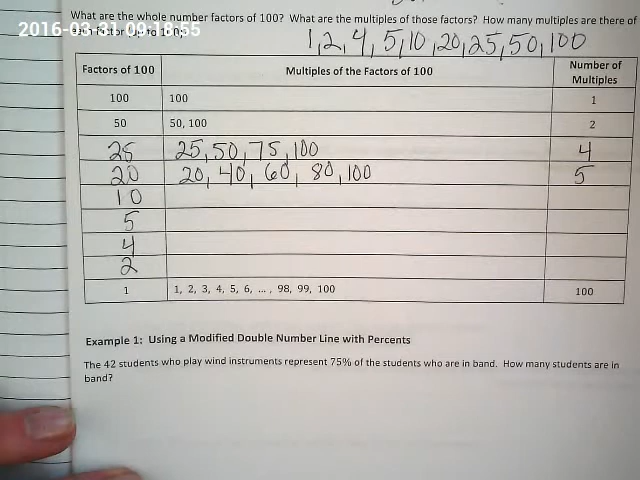 What are the whole number factors of 100? What are the multiples of those factors? How many multiples are there of
2016-03-31 09:18:55
1, 2, 4, 5, 10, 20, 25, 50, 100
Factors of 100 Multiples of the Factors of 100 Number of Multiples
100 100 1
50 50, 100 2
25 25, 50, 75, 100 4
20 20, 40, 60, 80, 100 5
10
5
4
2
1 1, 2, 3, 4, 5, 6, ... , 98, 99, 100 100
Example 1: Using a Modified Double Number Line with Percents
The 42 students who play wind instruments represent 75% of the students who are in band. How many students are in
band?